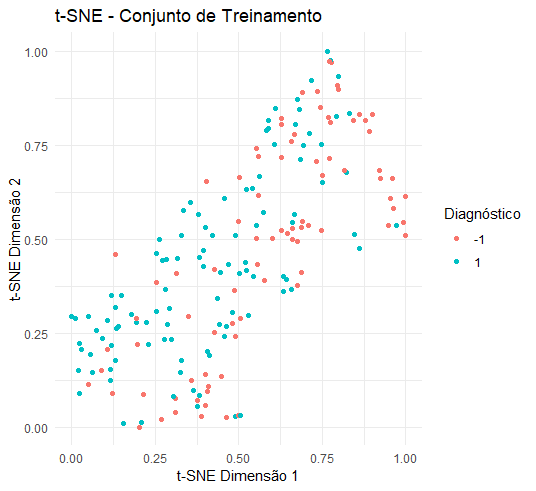 t-SNE - Conjunto de Treinamento
t-SNE Dimensão 2
1.00
0.75
0.50
0.25
0.00
0.00 0.25 0.50 0.75 1.00
t-SNE Dimensão 1
Diagnóstico
-1
1